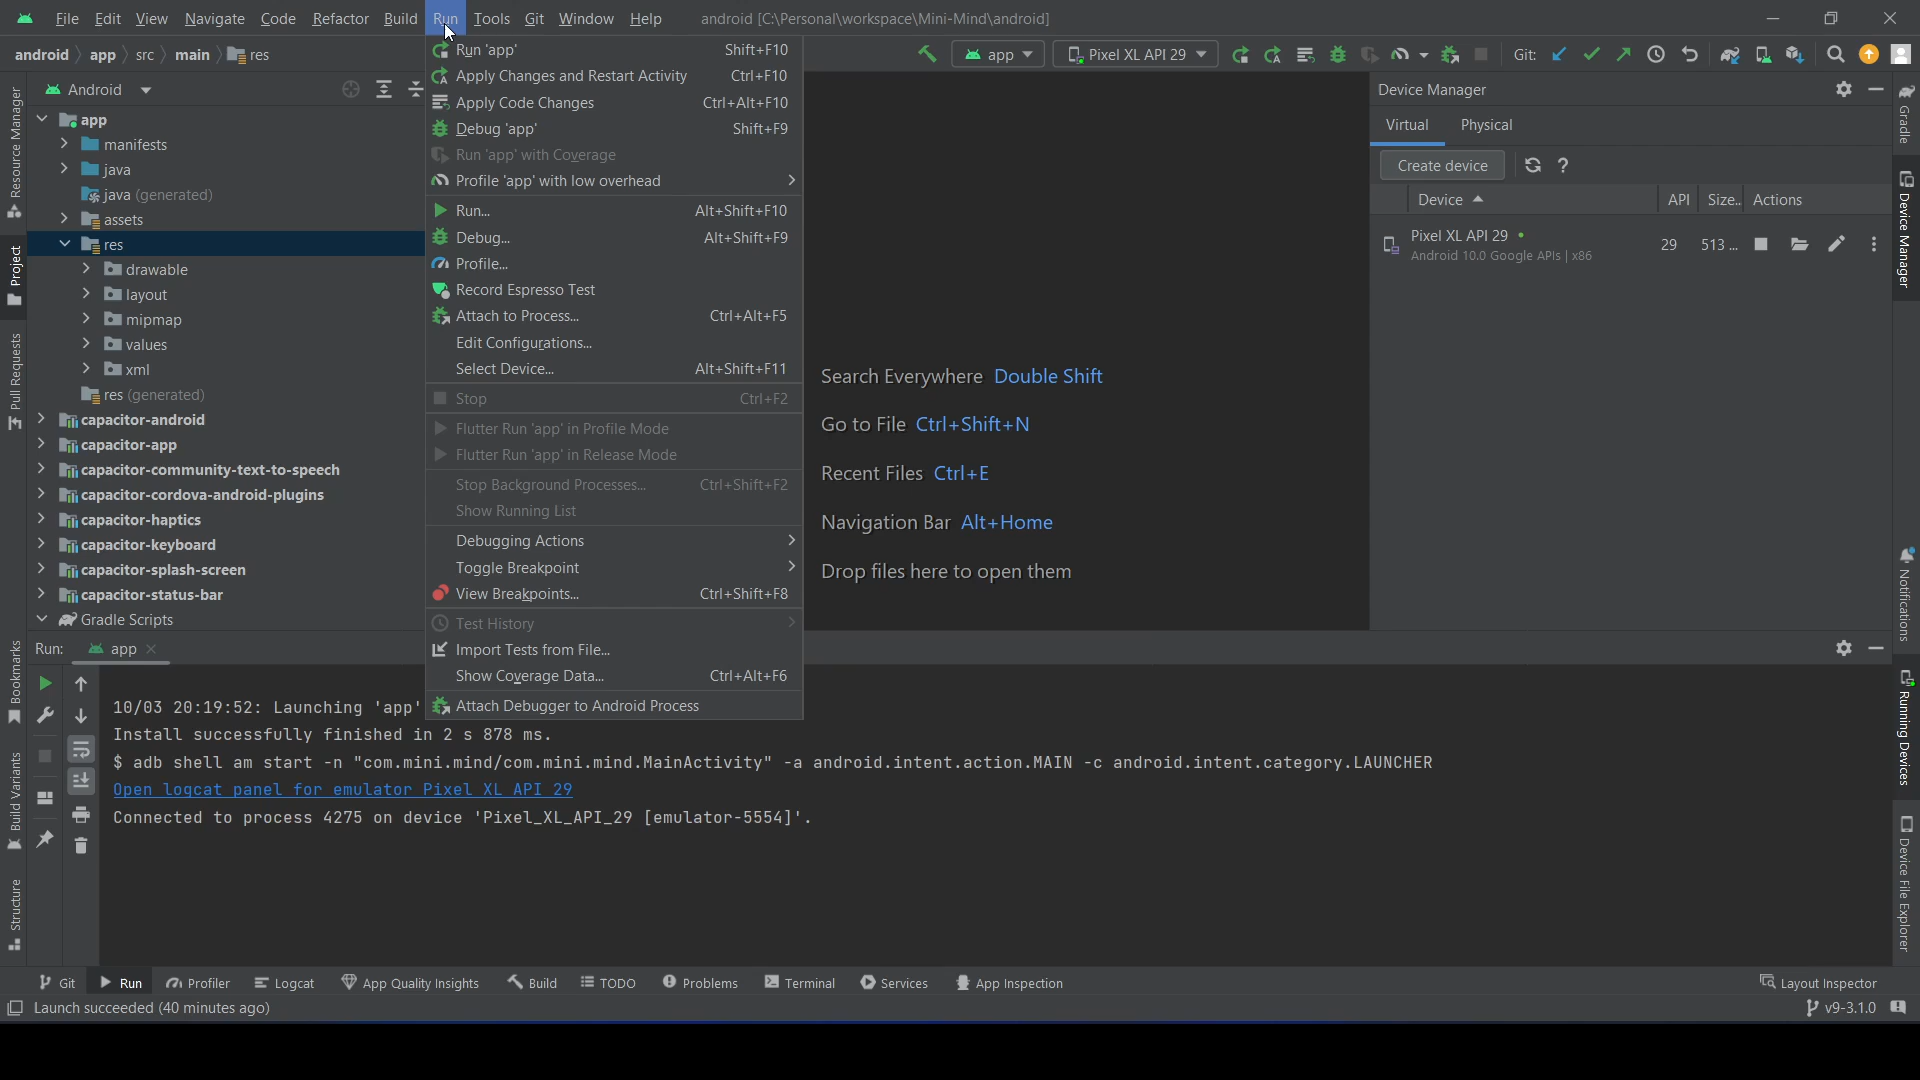 File Edit View Navigate Code Refactor Build Run Tools Git Window Help android [C:\Personal\workspace\Mini-Mind\android]
android app src main res
app Pixel XL API 29 Git:
Resource Manager
Project
Pull Requests
Bookmarks
Build Variants
Structure
Android
app
manifests
java
java (generated)
assets
res
drawable
layout
mipmap
values
xml
res (generated)
capacitor-android
capacitor-app
capacitor-community-text-to-speech
capacitor-cordova-android-plugins
capacitor-haptics
capacitor-keyboard
capacitor-splash-screen
capacitor-status-bar
Gradle Scripts
Run 'app' Shift+F10
Apply Changes and Restart Activity Ctrl+F10
Apply Code Changes Ctrl+Alt+F10
Debug 'app' Shift+F9
Run 'app' with Coverage
Profile 'app' with low overhead
Run... Alt+Shift+F10
Debug... Alt+Shift+F9
Profile...
Record Espresso Test
Attach to Process... Ctrl+Alt+F5
Edit Configurations...
Select Device... Alt+Shift+F11
Stop Ctrl+F2
Flutter Run 'app' in Profile Mode
Flutter Run 'app' in Release Mode
Stop Background Processes... Ctrl+Shift+F2
Show Running List
Debugging Actions
Toggle Breakpoint
View Breakpoints... Ctrl+Shift+F8
Test History
Import Tests from File...
Show Coverage Data... Ctrl+Alt+F6
Attach Debugger to Android Process
Search Everywhere Double Shift
Go to File Ctrl+Shift+N
Recent Files Ctrl+E
Navigation Bar Alt+Home
Drop files here to open them
Device Manager
Virtual Physical
Create device ?
Device API Size.. Actions
Pixel XL API 29 29 513 ...
Android 10.0 Google APIs | x86
Gradle
Device Manager
Notifications
Running Devices
Device File Explorer
Run: app
10/03 20:19:52: Launching 'app'
Install successfully finished in 2 s 878 ms.
$ adb shell am start -n "com.mini.mind/com.mini.mind.MainActivity" -a android.intent.action.MAIN -c android.intent.category.LAUNCHER
Open logcat panel for emulator Pixel XL API 29
Connected to process 4275 on device 'Pixel_XL_API_29 [emulator-5554]'.
Git Run Profiler Logcat App Quality Insights Build TODO Problems Terminal Services App Inspection Layout Inspector
Launch succeeded (40 minutes ago) v9-3.1.0